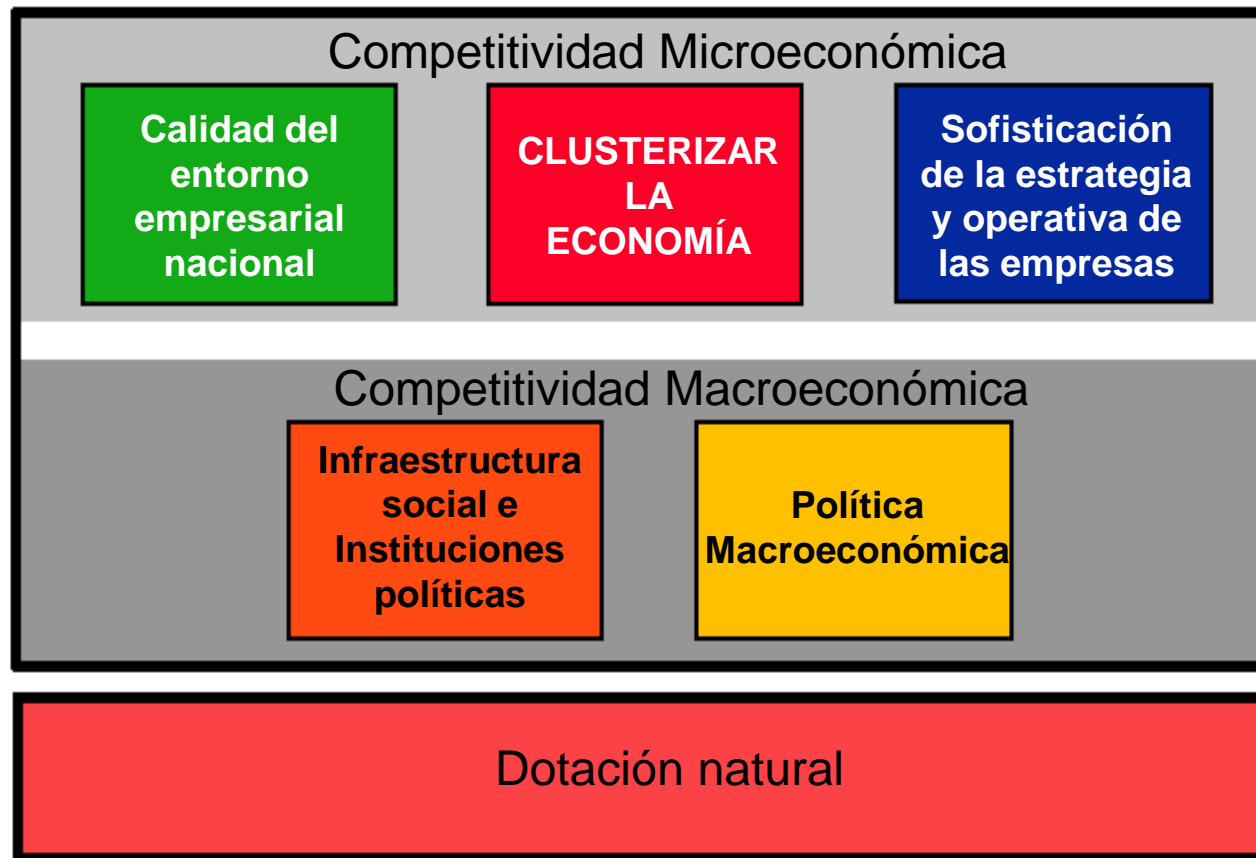 Competitividad Microeconómica
Calidad del
entorno
empresarial
nacional
CLUSTERIZAR
LA
ECONOMÍA
Sofisticación
de la estrategia
y operativa de
las empresas
Competitividad Macroeconómica
Infraestructura
social e
Instituciones
políticas
Política
Macroeconómica
Dotación natural